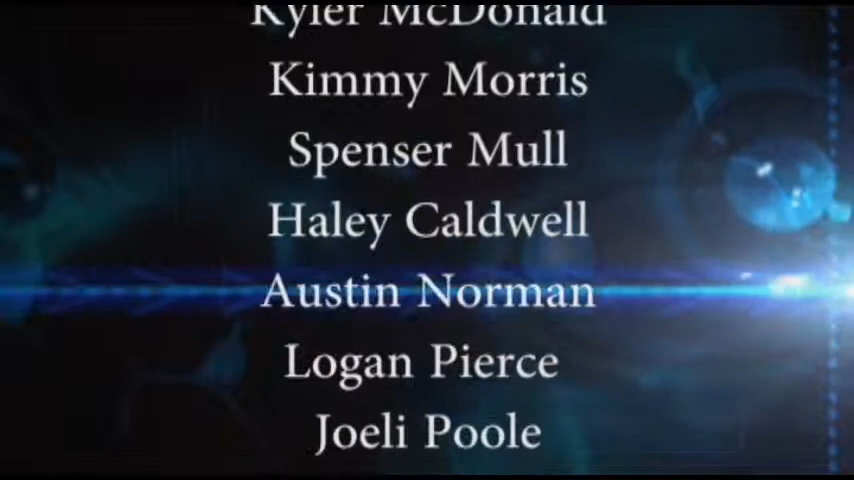 Kyler McDonald
Kimmy Morris
Spenser Mull
Haley Caldwell
Austin Norman
Logan Pierce
Joeli Poole